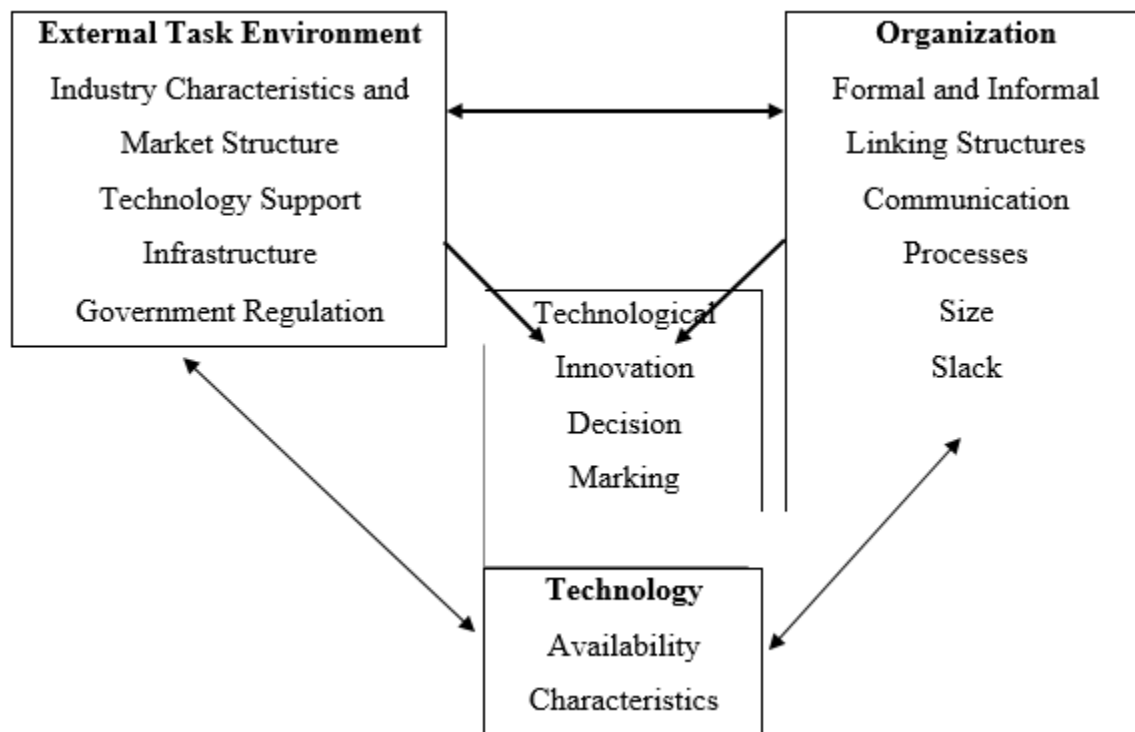 External Task Environment
Industry Characteristics and
Market Structure
Technology Support
Infrastructure
Government Regulation
Organization
Formal and Informal
Linking Structures
Communication
Processes
Size
Slack
Technological
Innovation
Decision
Marking
Technology
Availability
Characteristics